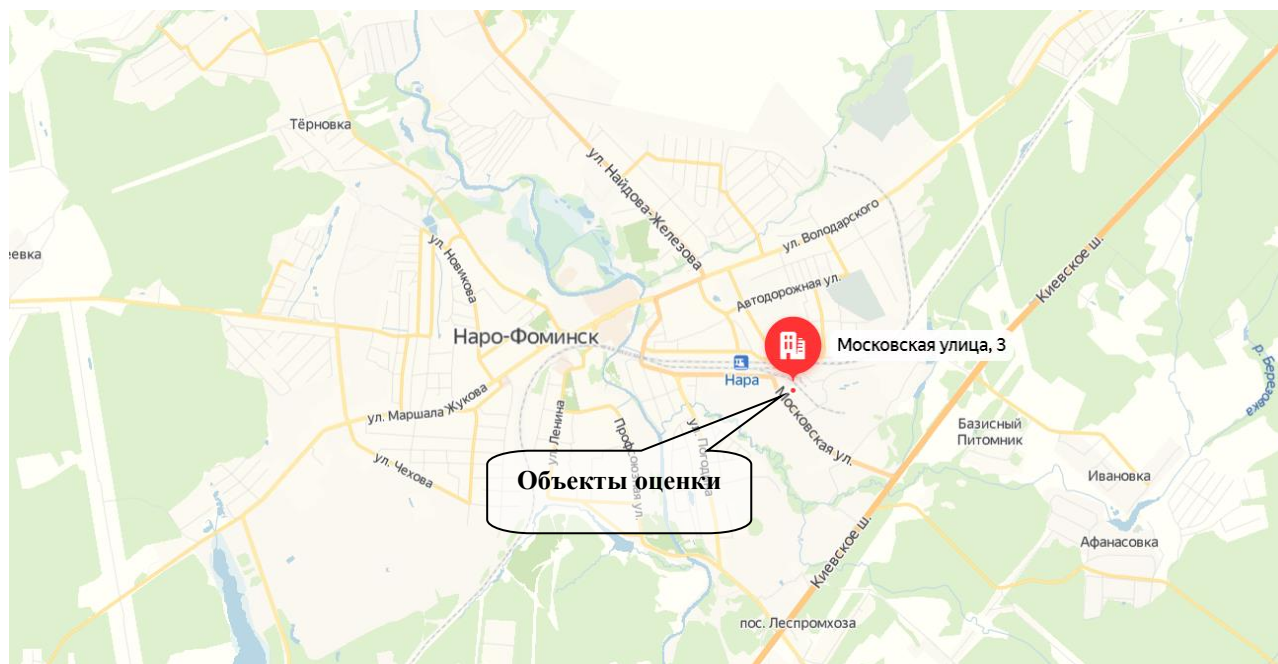 Тёрновка
ул. Найдова-Железова
ул. Володарского
еевка
ул. Новикова
Киевское ш.
Автодорожная ул.
Наро-Фоминск
Московская улица, 3
Нара
р. Березовка
ул. Маршала Жукова
Московская ул.
ул. Ленина
Профсоюзная ул.
ул. Погодина
Базисный
Питомник
ул. Чехова
Объекты оценки
Ивановка
Киевское ш.
Афанасовка
пос. Леспромхоза